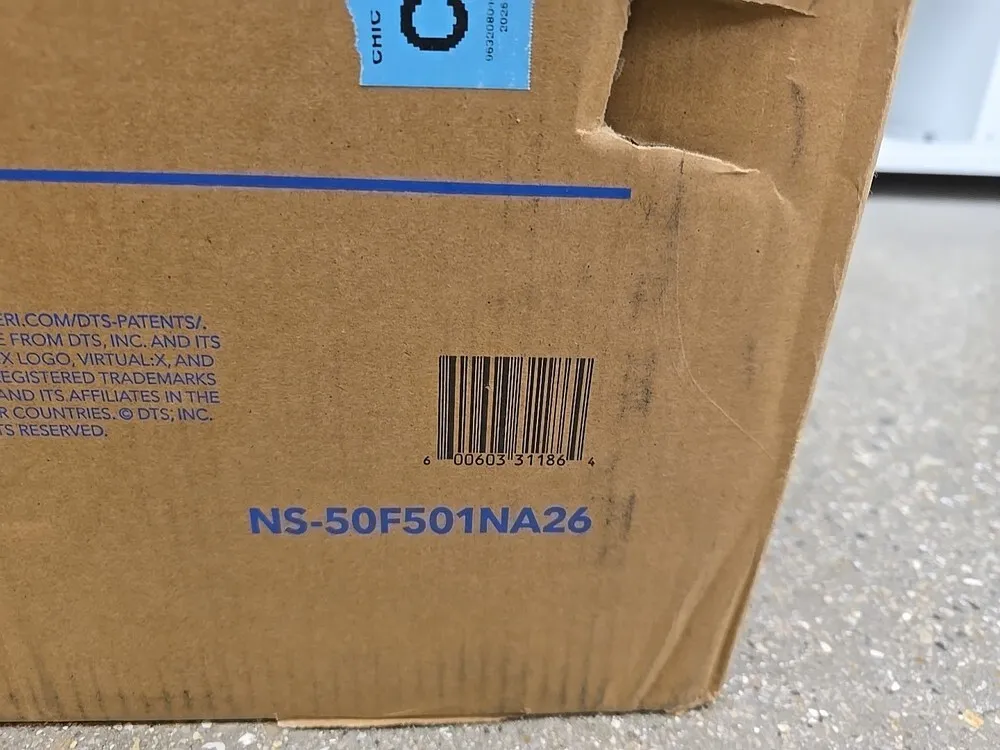 CHIC
C
2026
ERI.COM/DTS-PATENTS/.
E FROM DTS, INC. AND ITS
X LOGO, VIRTUAL:X, AND
EGISTERED TRADEMARKS
AND ITS AFFILIATES IN THE
R COUNTRIES. © DTS, INC.
TS RESERVED.
6 00603 31186 4
NS-50F501NA26